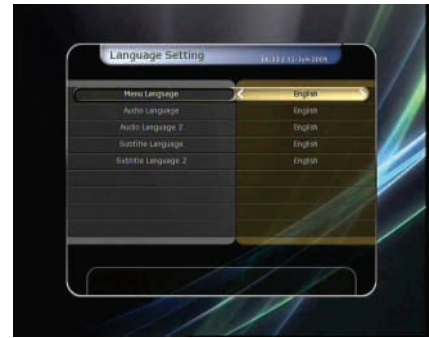 Language Setting
Menu Language English
Audio Language English
Audio Language 2 English
Subtitle Language English
Subtitle Language 2 English